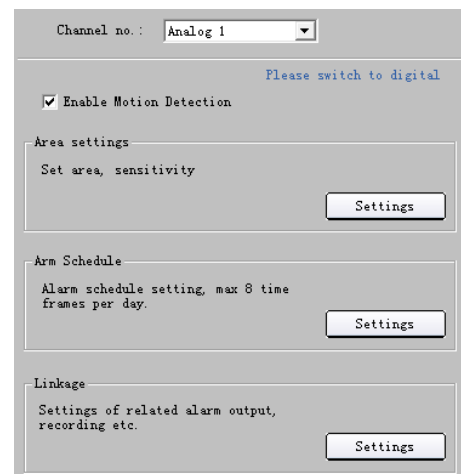 Channel no.: Analog 1
Please switch to digital
Enable Motion Detection
Area settings
Set area, sensitivity
Settings
Arm Schedule
Alarm schedule setting, max 8 time
frames per day.
Settings
Linkage
Settings of related alarm output,
recording etc.
Settings